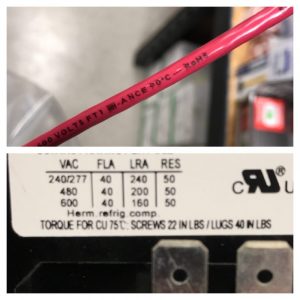 600 VOLTS FT1 HI-ANCE 90°C — RoHS
VAC FLA LRA RES
240/277 40 240 50
480 40 200 50
600 40 160 50
Herm refrig. comp.
TORQUE FOR CU 75°C: SCREWS 22 IN LBS / LUGS 40 IN LBS
C RU US